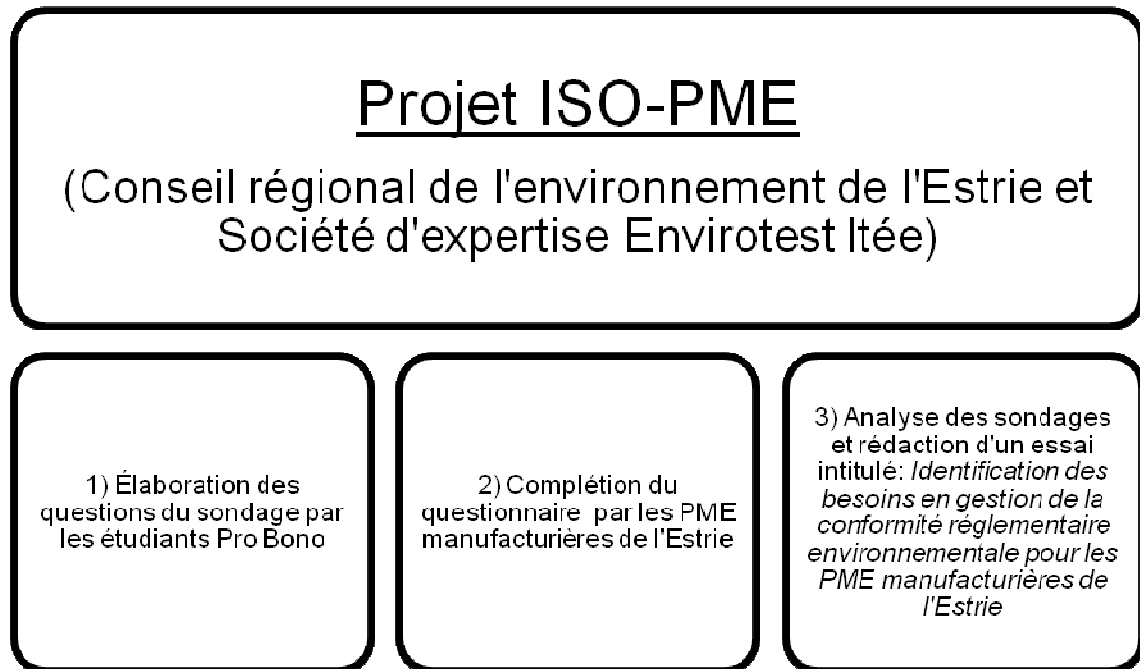 Projet ISO-PME
(Conseil régional de l'environnement de l'Estrie et
Société d'expertise Envirotest ltée)
1) Élaboration des
questions du sondage par
les étudiants Pro Bono
2) Complétion du
questionnaire par les PME
manufacturières de l'Estrie
3) Analyse des sondages
et rédaction d'un essai
intitulé: Identification des
besoins en gestion de la
conformité réglementaire
environnementale pour les
PME manufacturières de
l'Estrie